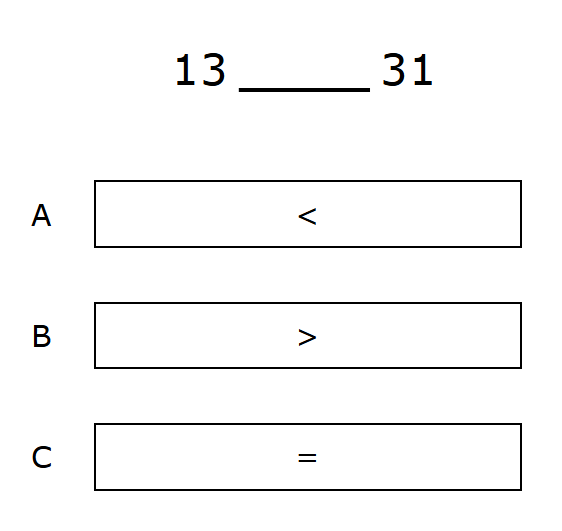 13 _____ 31
A <
B >
C =